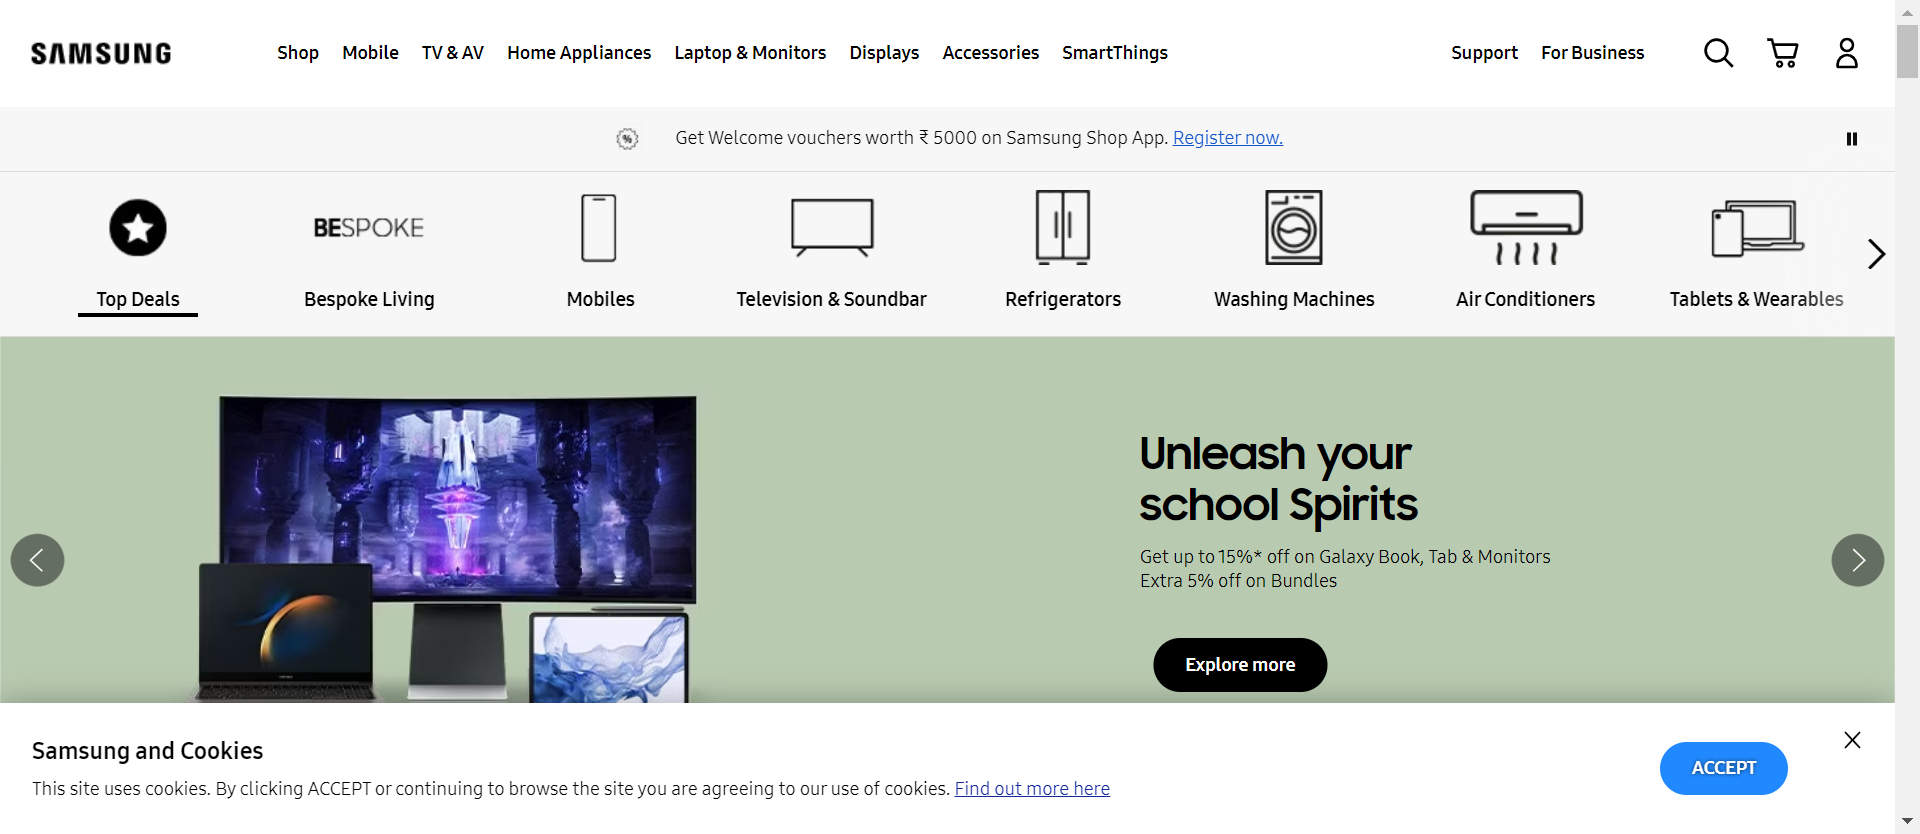 SAMSUNG
Shop Mobile TV & AV Home Appliances Laptop & Monitors Displays Accessories SmartThings Support For Business
Get Welcome vouchers worth ₹ 5000 on Samsung Shop App. Register now.
BESPOKE
Top Deals Bespoke Living Mobiles Television & Soundbar Refrigerators Washing Machines Air Conditioners Tablets & Wearables
Unleash your
school Spirits
Get up to 15%* off on Galaxy Book, Tab & Monitors
Extra 5% off on Bundles
Explore more
Samsung and Cookies
This site uses cookies. By clicking ACCEPT or continuing to browse the site you are agreeing to our use of cookies. Find out more here
ACCEPT